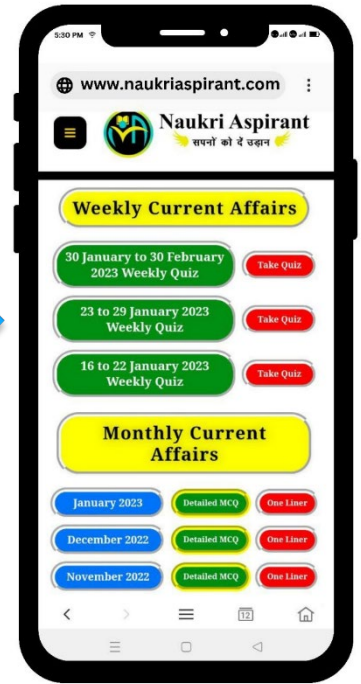 5:30 PM
www.naukriaspirant.com
Naukri Aspirant
सपनों को दें उड़ान
Weekly Current Affairs
30 January to 30 February
2023 Weekly Quiz
Take Quiz
23 to 29 January 2023
Weekly Quiz
Take Quiz
16 to 22 January 2023
Weekly Quiz
Take Quiz
Monthly Current
Affairs
January 2023 Detailed MCQ One Liner
December 2022 Detailed MCQ One Liner
November 2022 Detailed MCQ One Liner
12